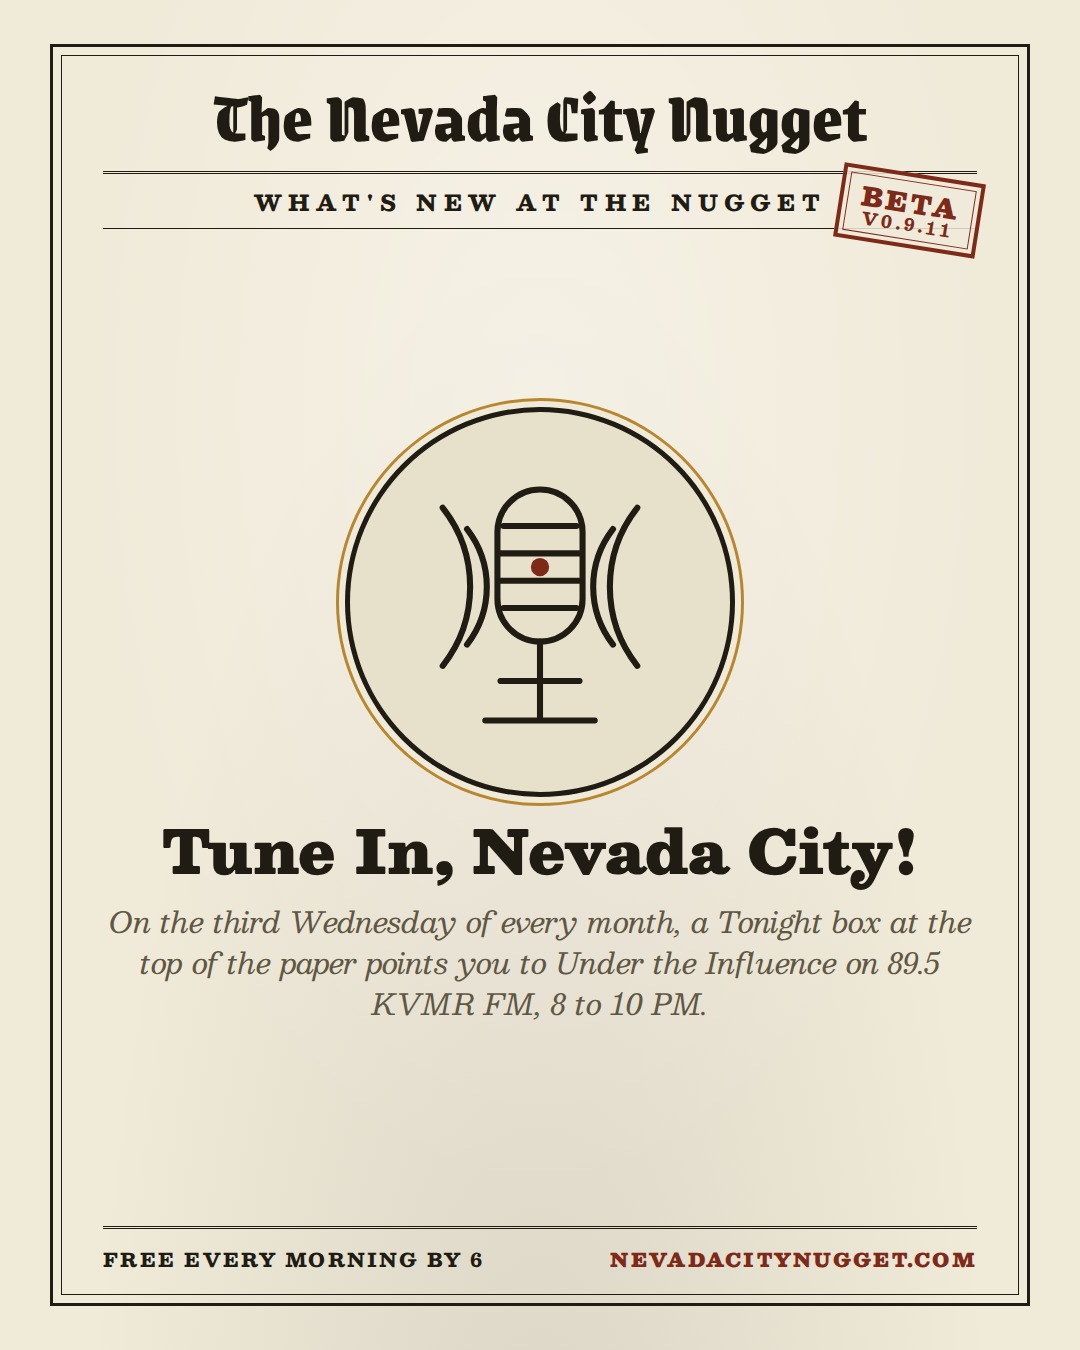 The Nevada City Nugget
WHAT'S NEW AT THE NUGGET
BETA
V0.9.11
Tune In, Nevada City!
On the third Wednesday of every month, a Tonight box at the
top of the paper points you to Under the Influence on 89.5
KVMR FM, 8 to 10 PM.
FREE EVERY MORNING BY 6
NEVADACITYNUGGET.COM